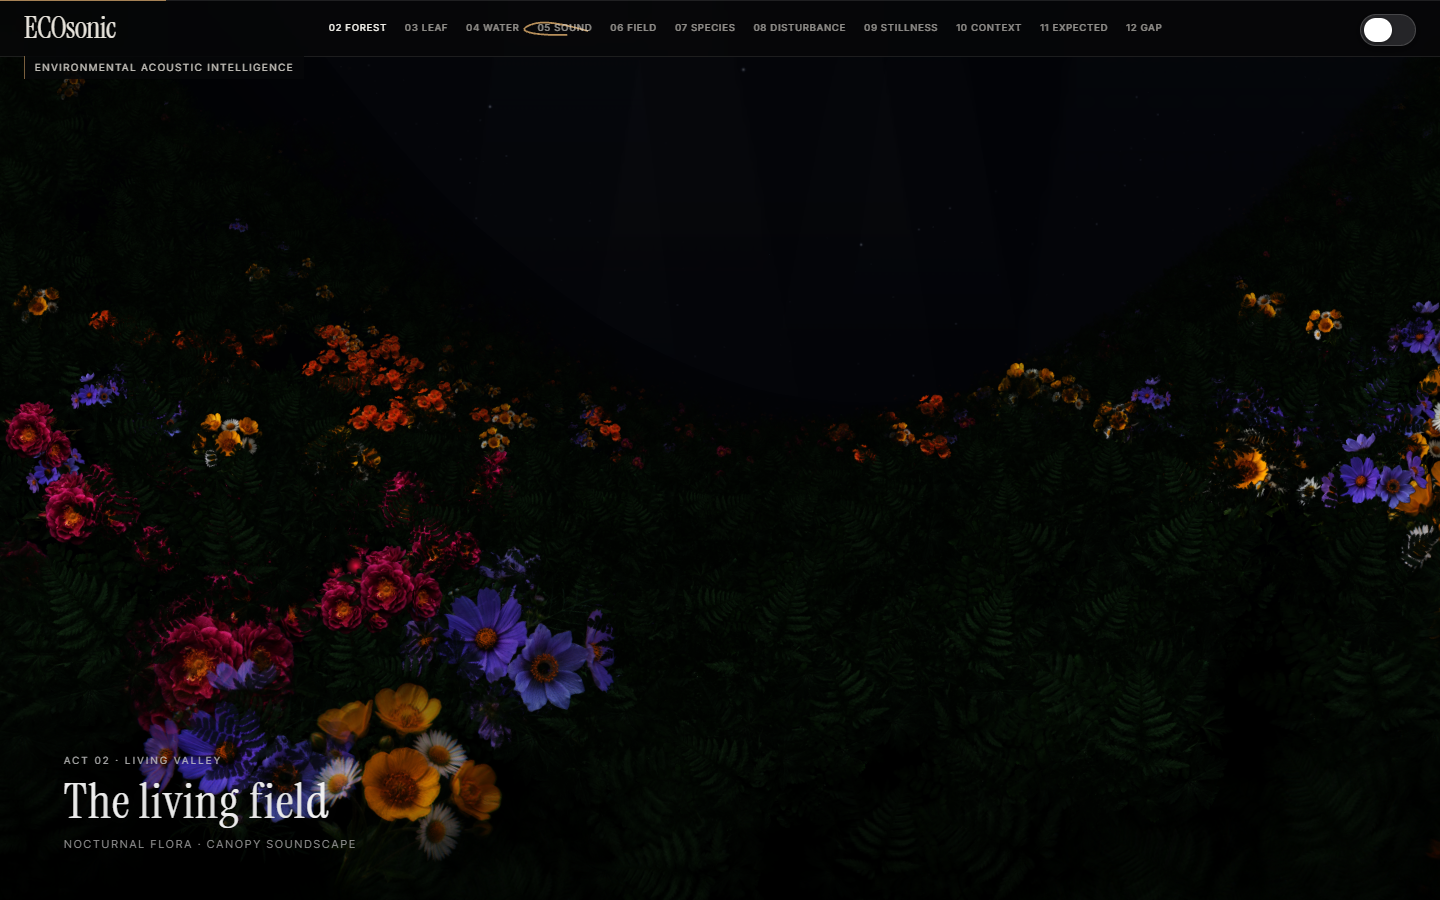 ECOsonic
02 FOREST 03 LEAF 04 WATER 05 SOUND 06 FIELD 07 SPECIES 08 DISTURBANCE 09 STILLNESS 10 CONTEXT 11 EXPECTED 12 GAP
ENVIRONMENTAL ACOUSTIC INTELLIGENCE
ACT 02 · LIVING VALLEY
The living field
NOCTURNAL FLORA · CANOPY SOUNDSCAPE